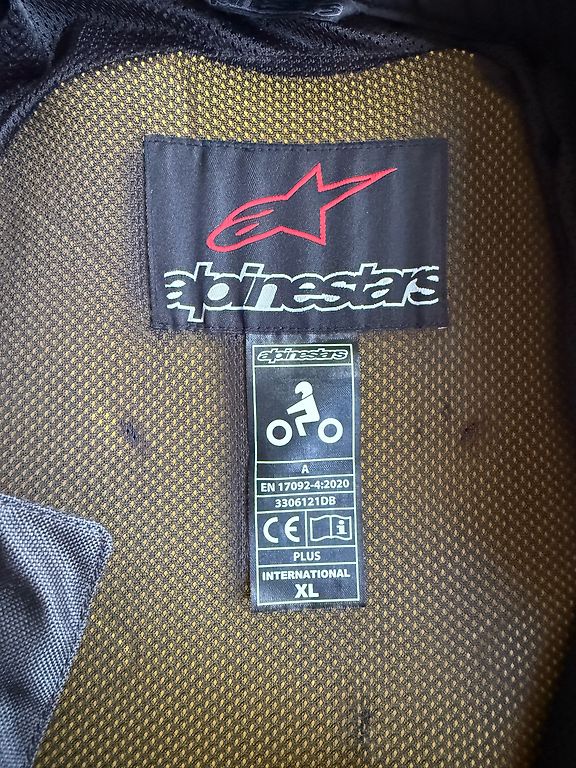 alpinestars
alpinestars
A
EN 17092-4:2020
3306121DB
CE i
PLUS
INTERNATIONAL
XL